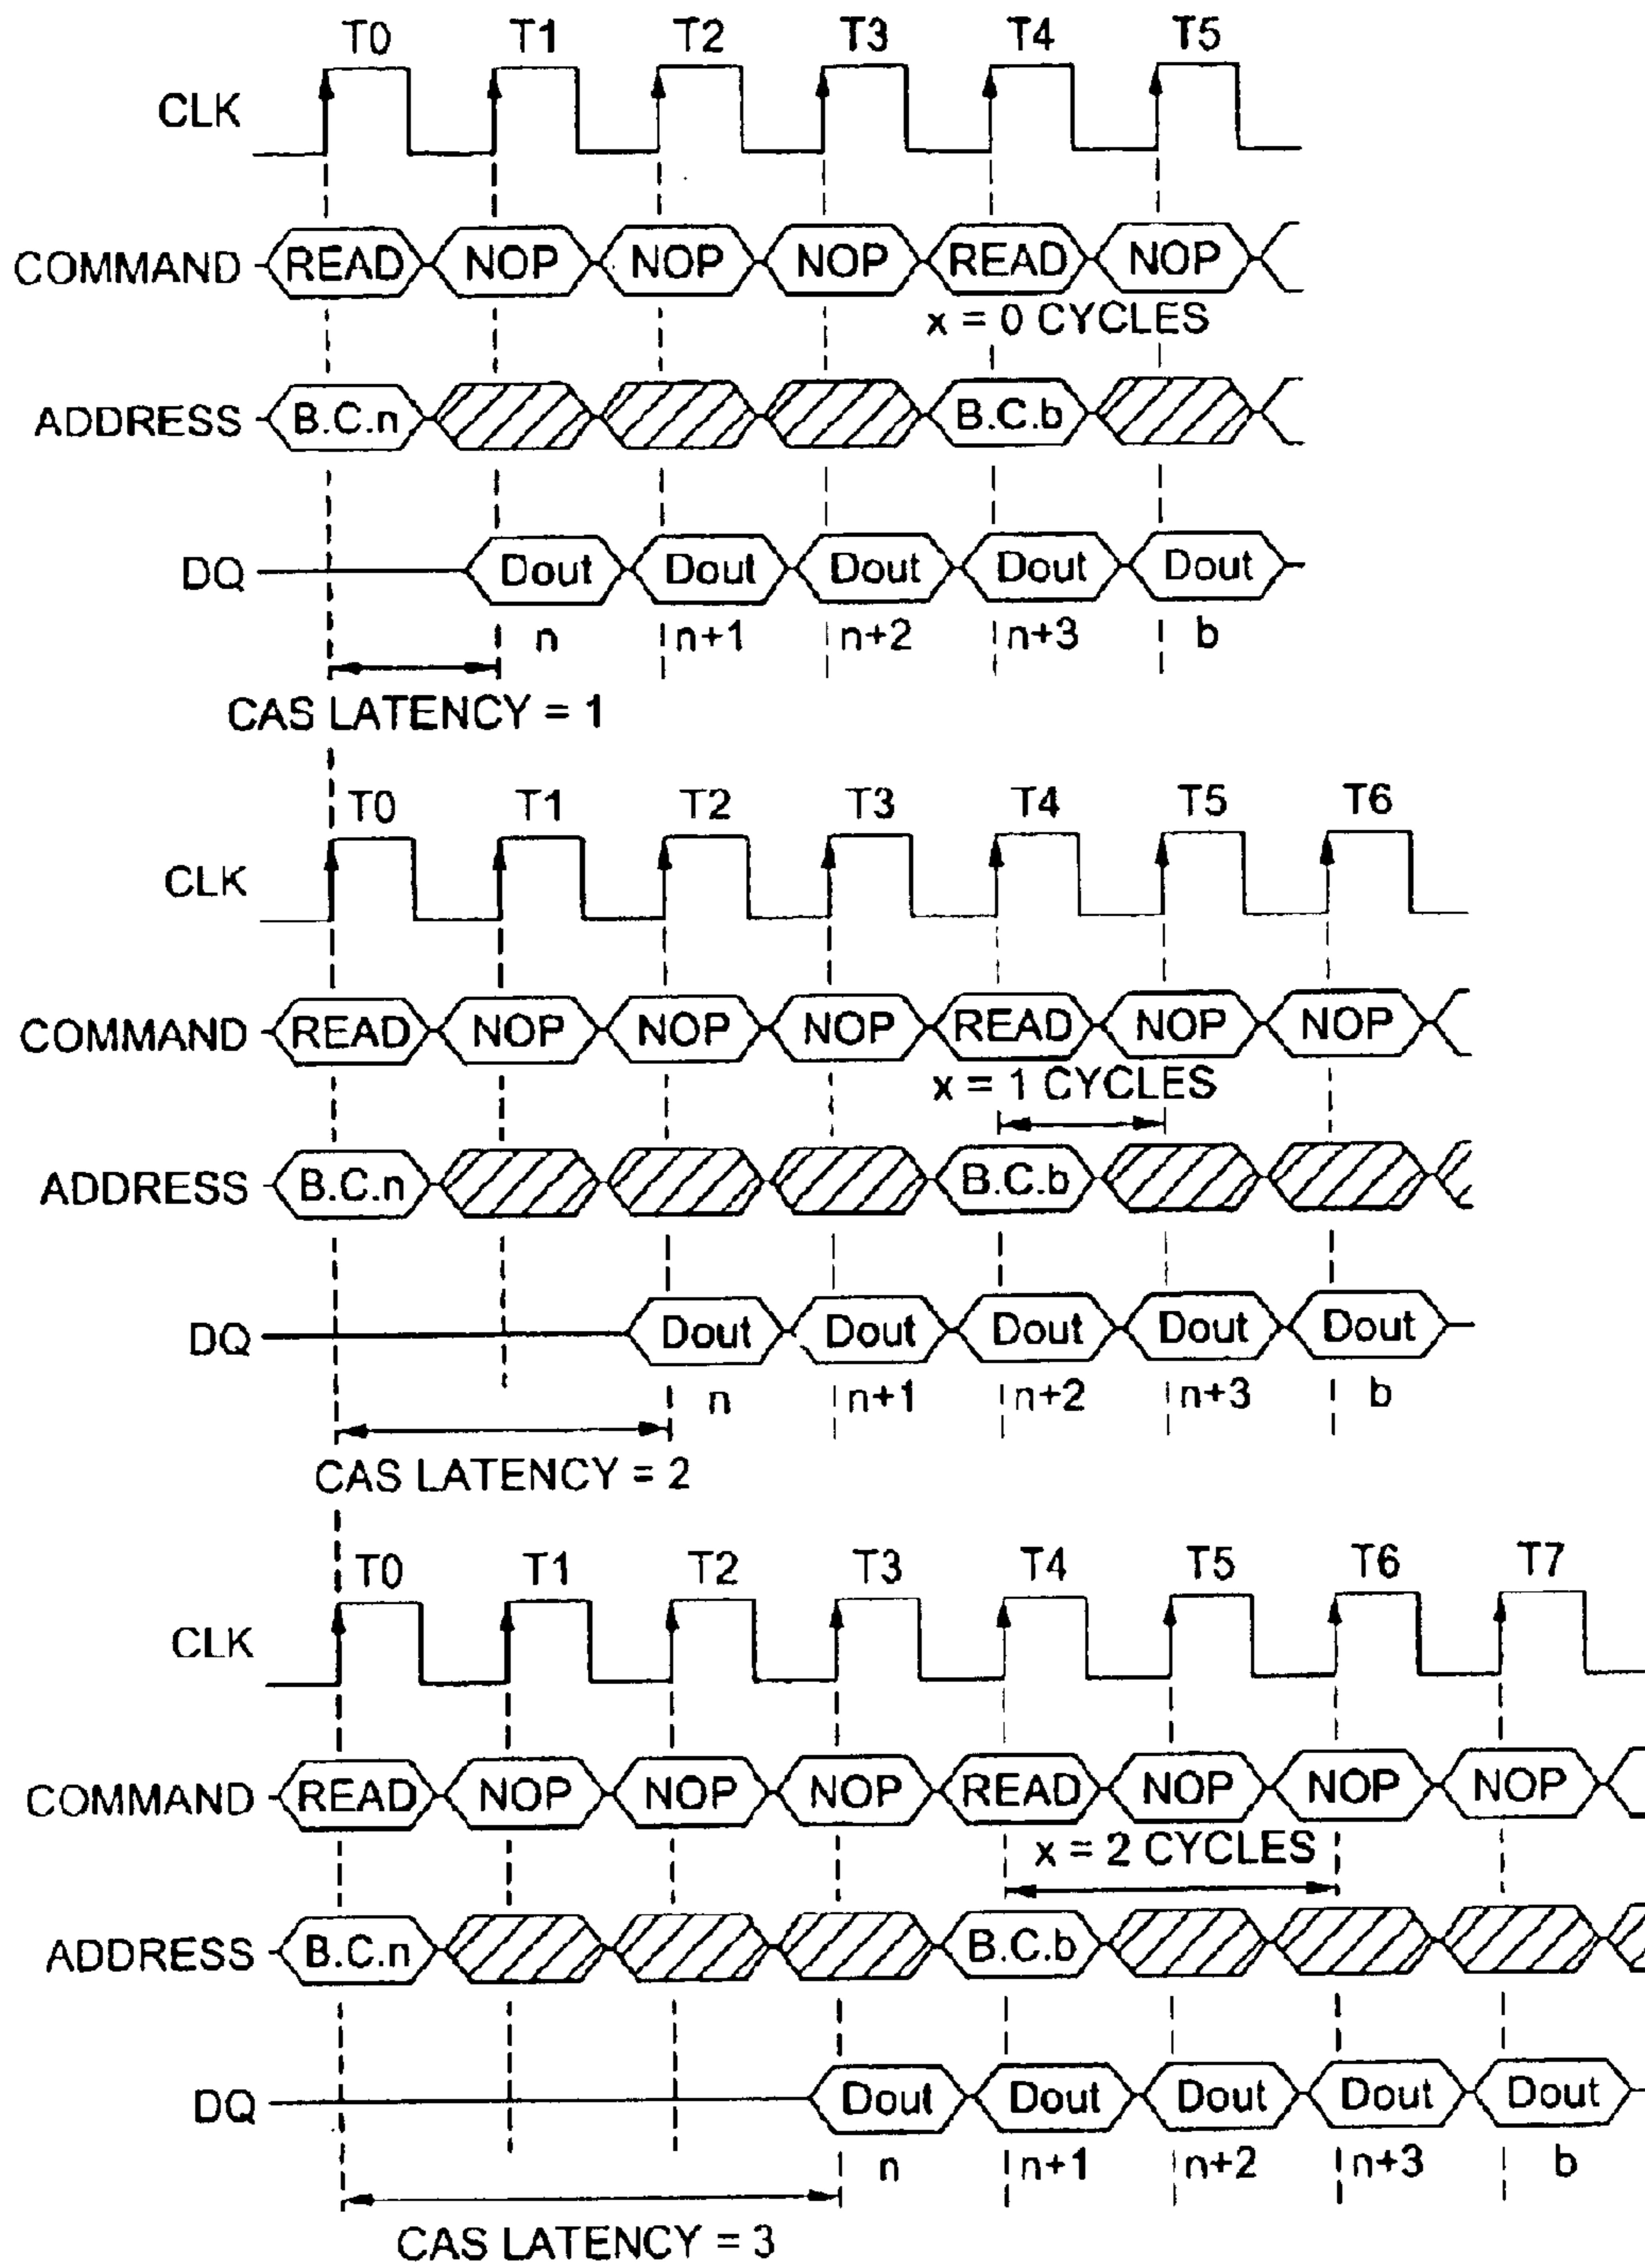 T0 T1 T2 T3 T4 T5
CLK
COMMAND READ NOP NOP NOP READ NOP
x = 0 CYCLES
ADDRESS B.C.n B.C.b
DQ Dout Dout Dout Dout Dout
n n+1 n+2 n+3 b
CAS LATENCY = 1
T0 T1 T2 T3 T4 T5 T6
CLK
COMMAND READ NOP NOP NOP READ NOP NOP
x = 1 CYCLES
ADDRESS B.C.n B.C.b
DQ Dout Dout Dout Dout Dout
n n+1 n+2 n+3 b
CAS LATENCY = 2
T0 T1 T2 T3 T4 T5 T6 T7
CLK
COMMAND READ NOP NOP NOP READ NOP NOP NOP
x = 2 CYCLES
ADDRESS B.C.n B.C.b
DQ Dout Dout Dout Dout Dout
n n+1 n+2 n+3 b
CAS LATENCY = 3